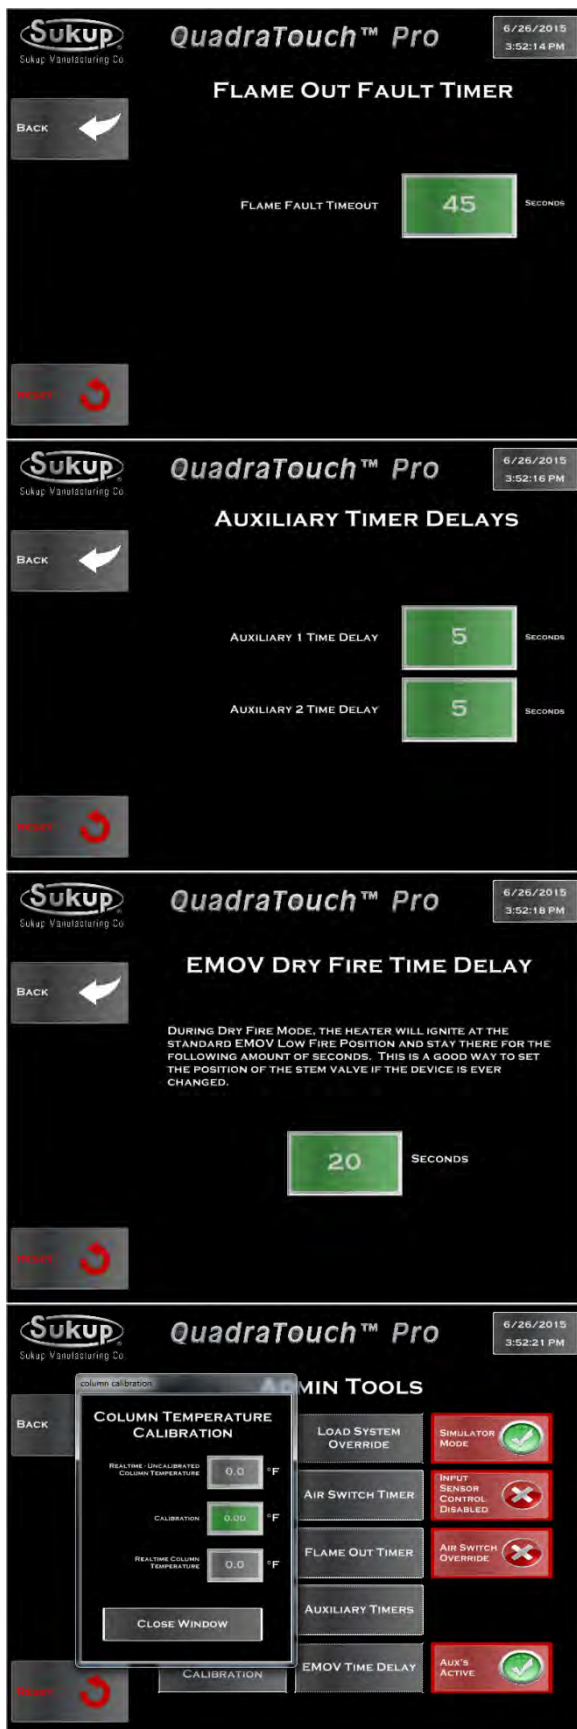 Sukup
Sukup Manufacturing Co.
QuadraTouch™ Pro
6/26/2015
3:52:14 PM
FLAME OUT FAULT TIMER
BACK
FLAME FAULT TIMEOUT
45
SECONDS
RESET
Sukup
Sukup Manufacturing Co.
QuadraTouch™ Pro
6/26/2015
3:52:16 PM
AUXILIARY TIMER DELAYS
BACK
AUXILIARY 1 TIME DELAY
5
SECONDS
AUXILIARY 2 TIME DELAY
5
SECONDS
RESET
Sukup
Sukup Manufacturing Co.
QuadraTouch™ Pro
6/26/2015
3:52:18 PM
EMOV DRY FIRE TIME DELAY
BACK
DURING DRY FIRE MODE, THE HEATER WILL IGNITE AT THE
STANDARD EMOV LOW FIRE POSITION AND STAY THERE FOR THE
FOLLOWING AMOUNT OF SECONDS. THIS IS A GOOD WAY TO SET
THE POSITION OF THE STEM VALVE IF THE DEVICE IS EVER
CHANGED.
20
SECONDS
RESET
Sukup
Sukup Manufacturing Co.
QuadraTouch™ Pro
6/26/2015
3:52:21 PM
ADMIN TOOLS
BACK
column calibration
COLUMN TEMPERATURE
CALIBRATION
REALTIME - UNCALIBRATED
COLUMN TEMPERATURE
0.0
°F
CALIBRATION
0.00
°F
REALTIME COLUMN
TEMPERATURE
0.0
°F
CLOSE WINDOW
LOAD SYSTEM
OVERRIDE
SIMULATOR
MODE
AIR SWITCH TIMER
INPUT
SENSOR
CONTROL
DISABLED
FLAME OUT TIMER
AIR SWITCH
OVERRIDE
AUXILIARY TIMERS
CALIBRATION
EMOV TIME DELAY
AUX'S
ACTIVE
RESET